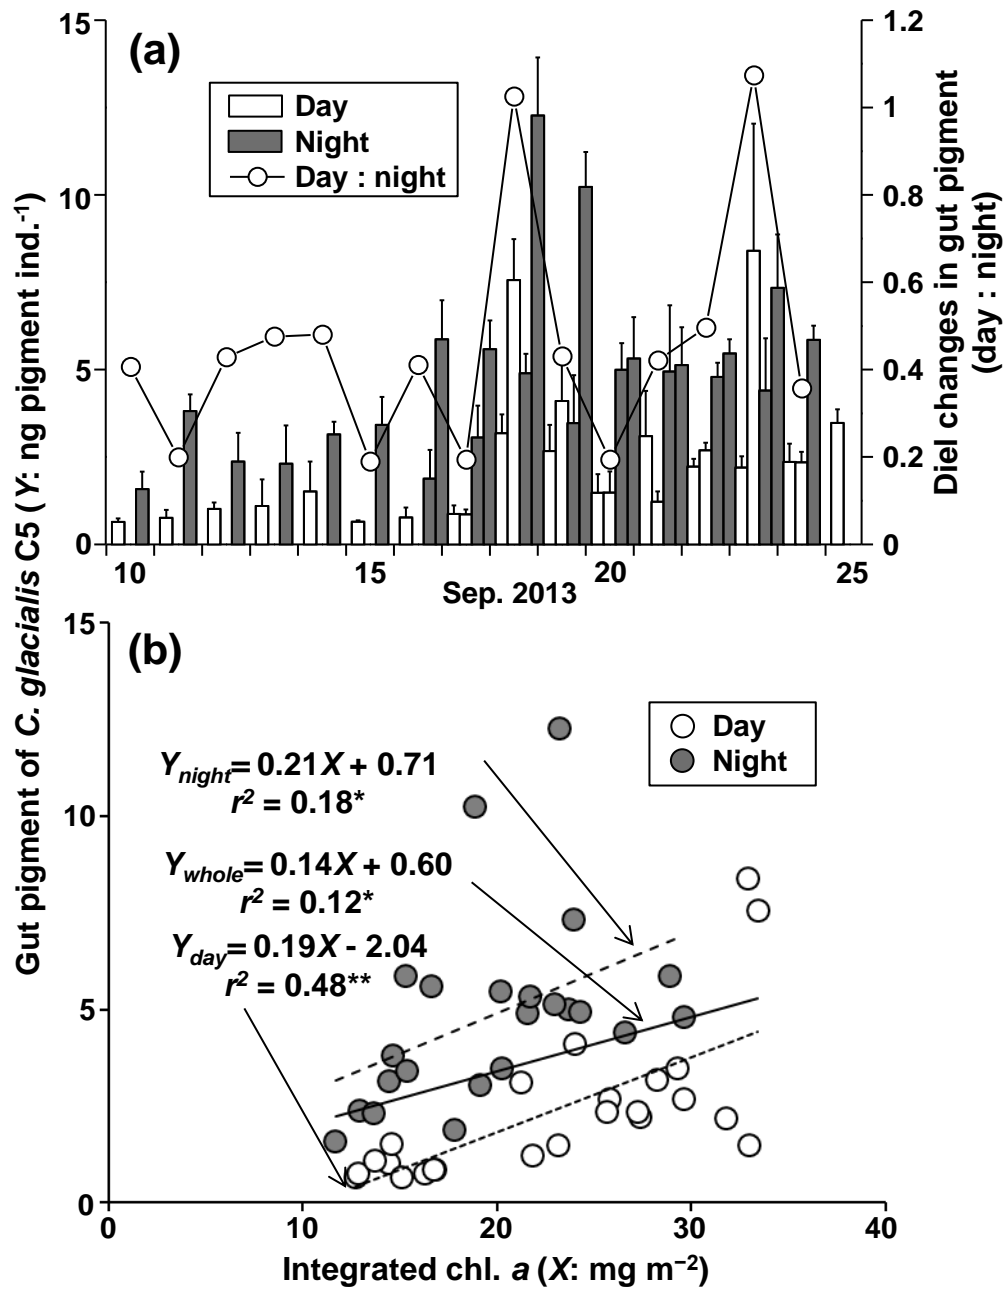 (a)
Day
Night
Day : night
15
10
5
0
1.2
1
0.8
0.6
0.4
0.2
0
10
15
20
25
Sep. 2013
Diel changes in gut pigment
(day : night)
Gut pigment of C. glacialis C5 (Y: ng pigment ind.⁻¹)
(b)
Day
Night
Y_night= 0.21X + 0.71
r² = 0.18*
Y_whole= 0.14X + 0.60
r² = 0.12*
Y_day= 0.19X - 2.04
r² = 0.48**
15
10
5
0
0
10
20
30
40
Integrated chl. a (X: mg m⁻²)